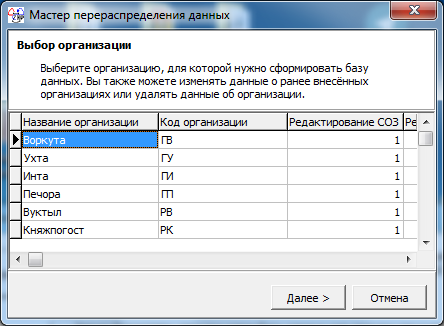 Мастер перераспределения данных
Выбор организации
Выберите организацию, для которой нужно сформировать базу
данных. Вы также можете изменять данные о ранее внесённых
организациях или удалять данные об организации.
Название организации Код организации Редактирование СОЗ Ре
Воркута ГВ 1
Ухта ГУ 1
Инта ГИ 1
Печора ГП 1
Вуктыл РВ 1
Княжпогост РК 1
Далее > Отмена